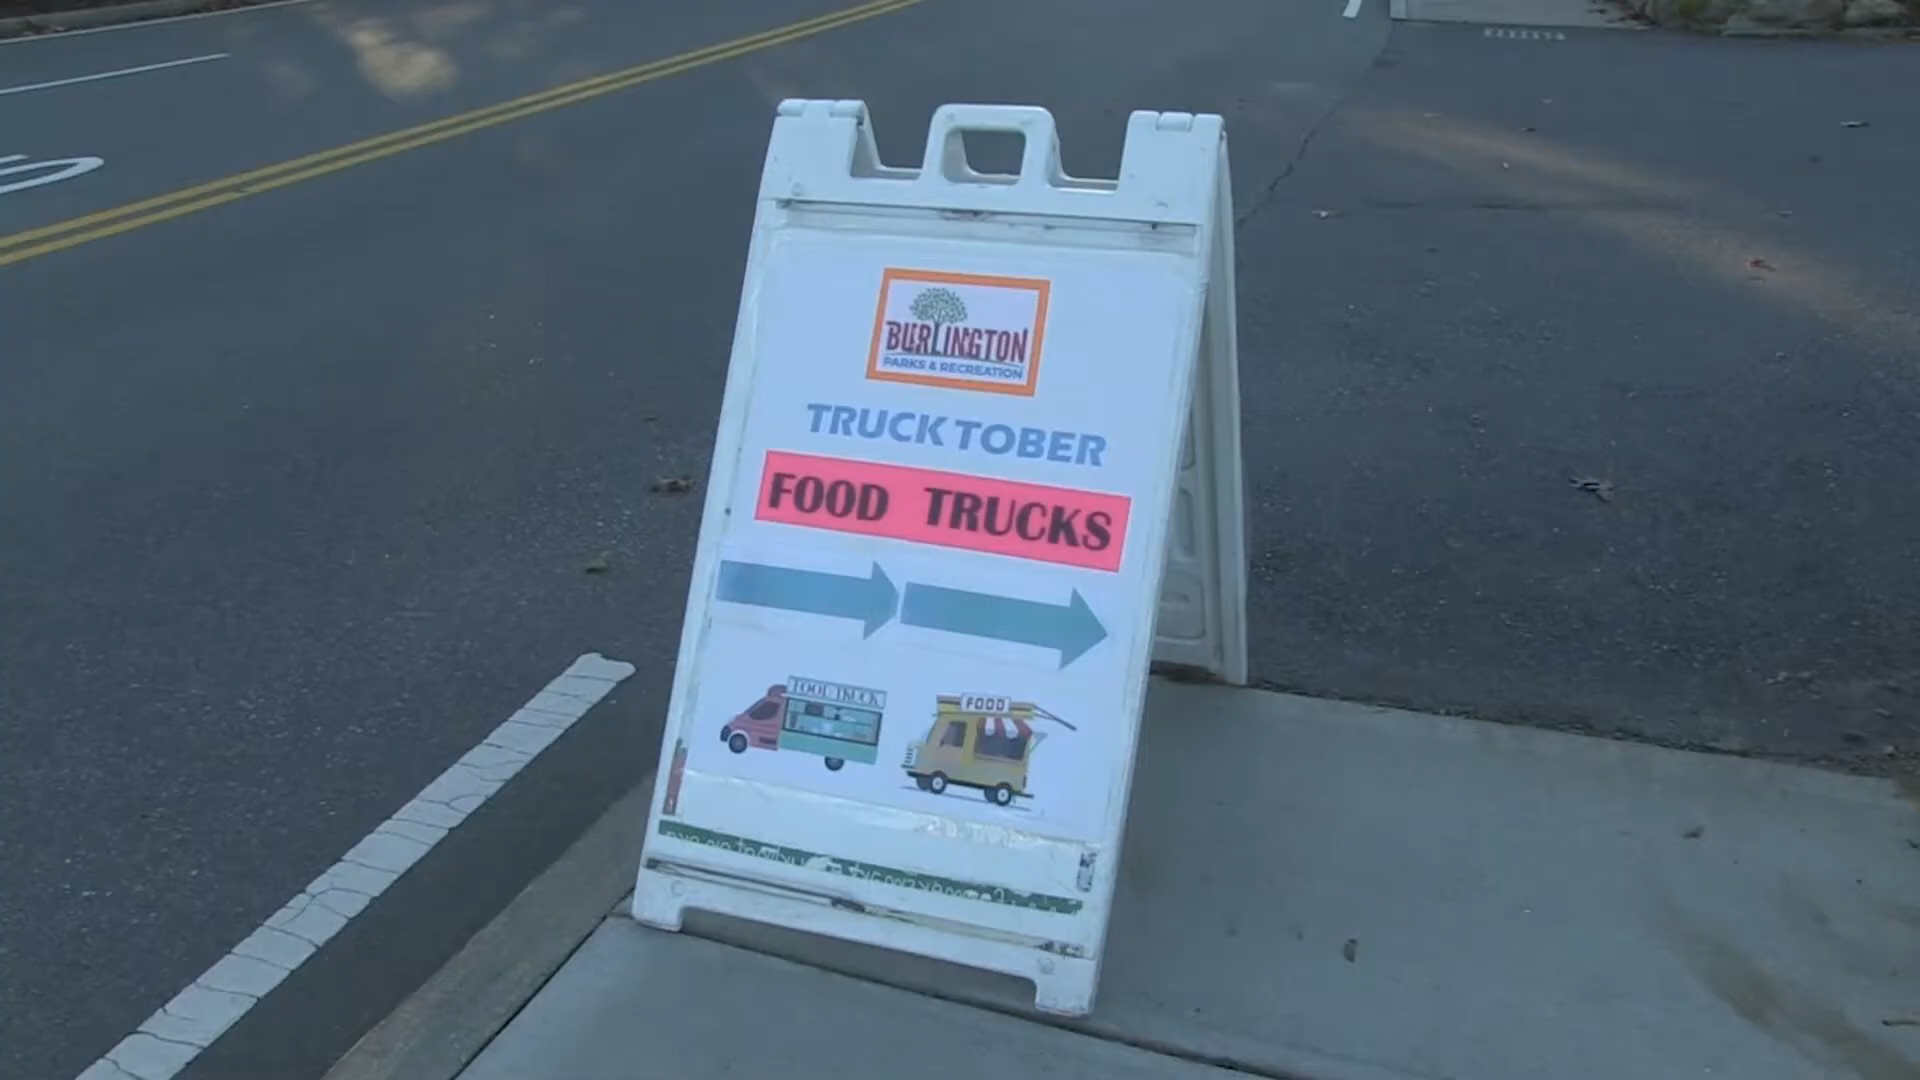 BURLINGTON
PARKS & RECREATION
TRUCK TOBER
FOOD TRUCKS
FOOD TRUCK
FOOD